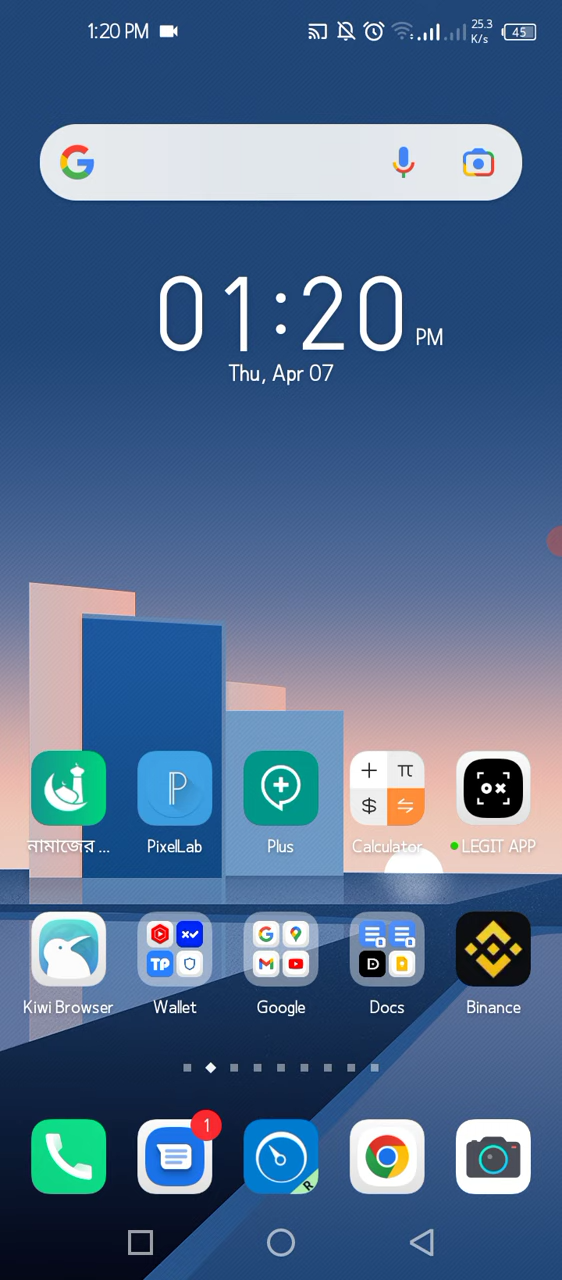 1:20 PM
25.3
K/s
45
01:20 PM
Thu, Apr 07
নামাজের ...
PixelLab
Plus
Calculator
LEGIT APP
Kiwi Browser
Wallet
Google
Docs
Binance
1